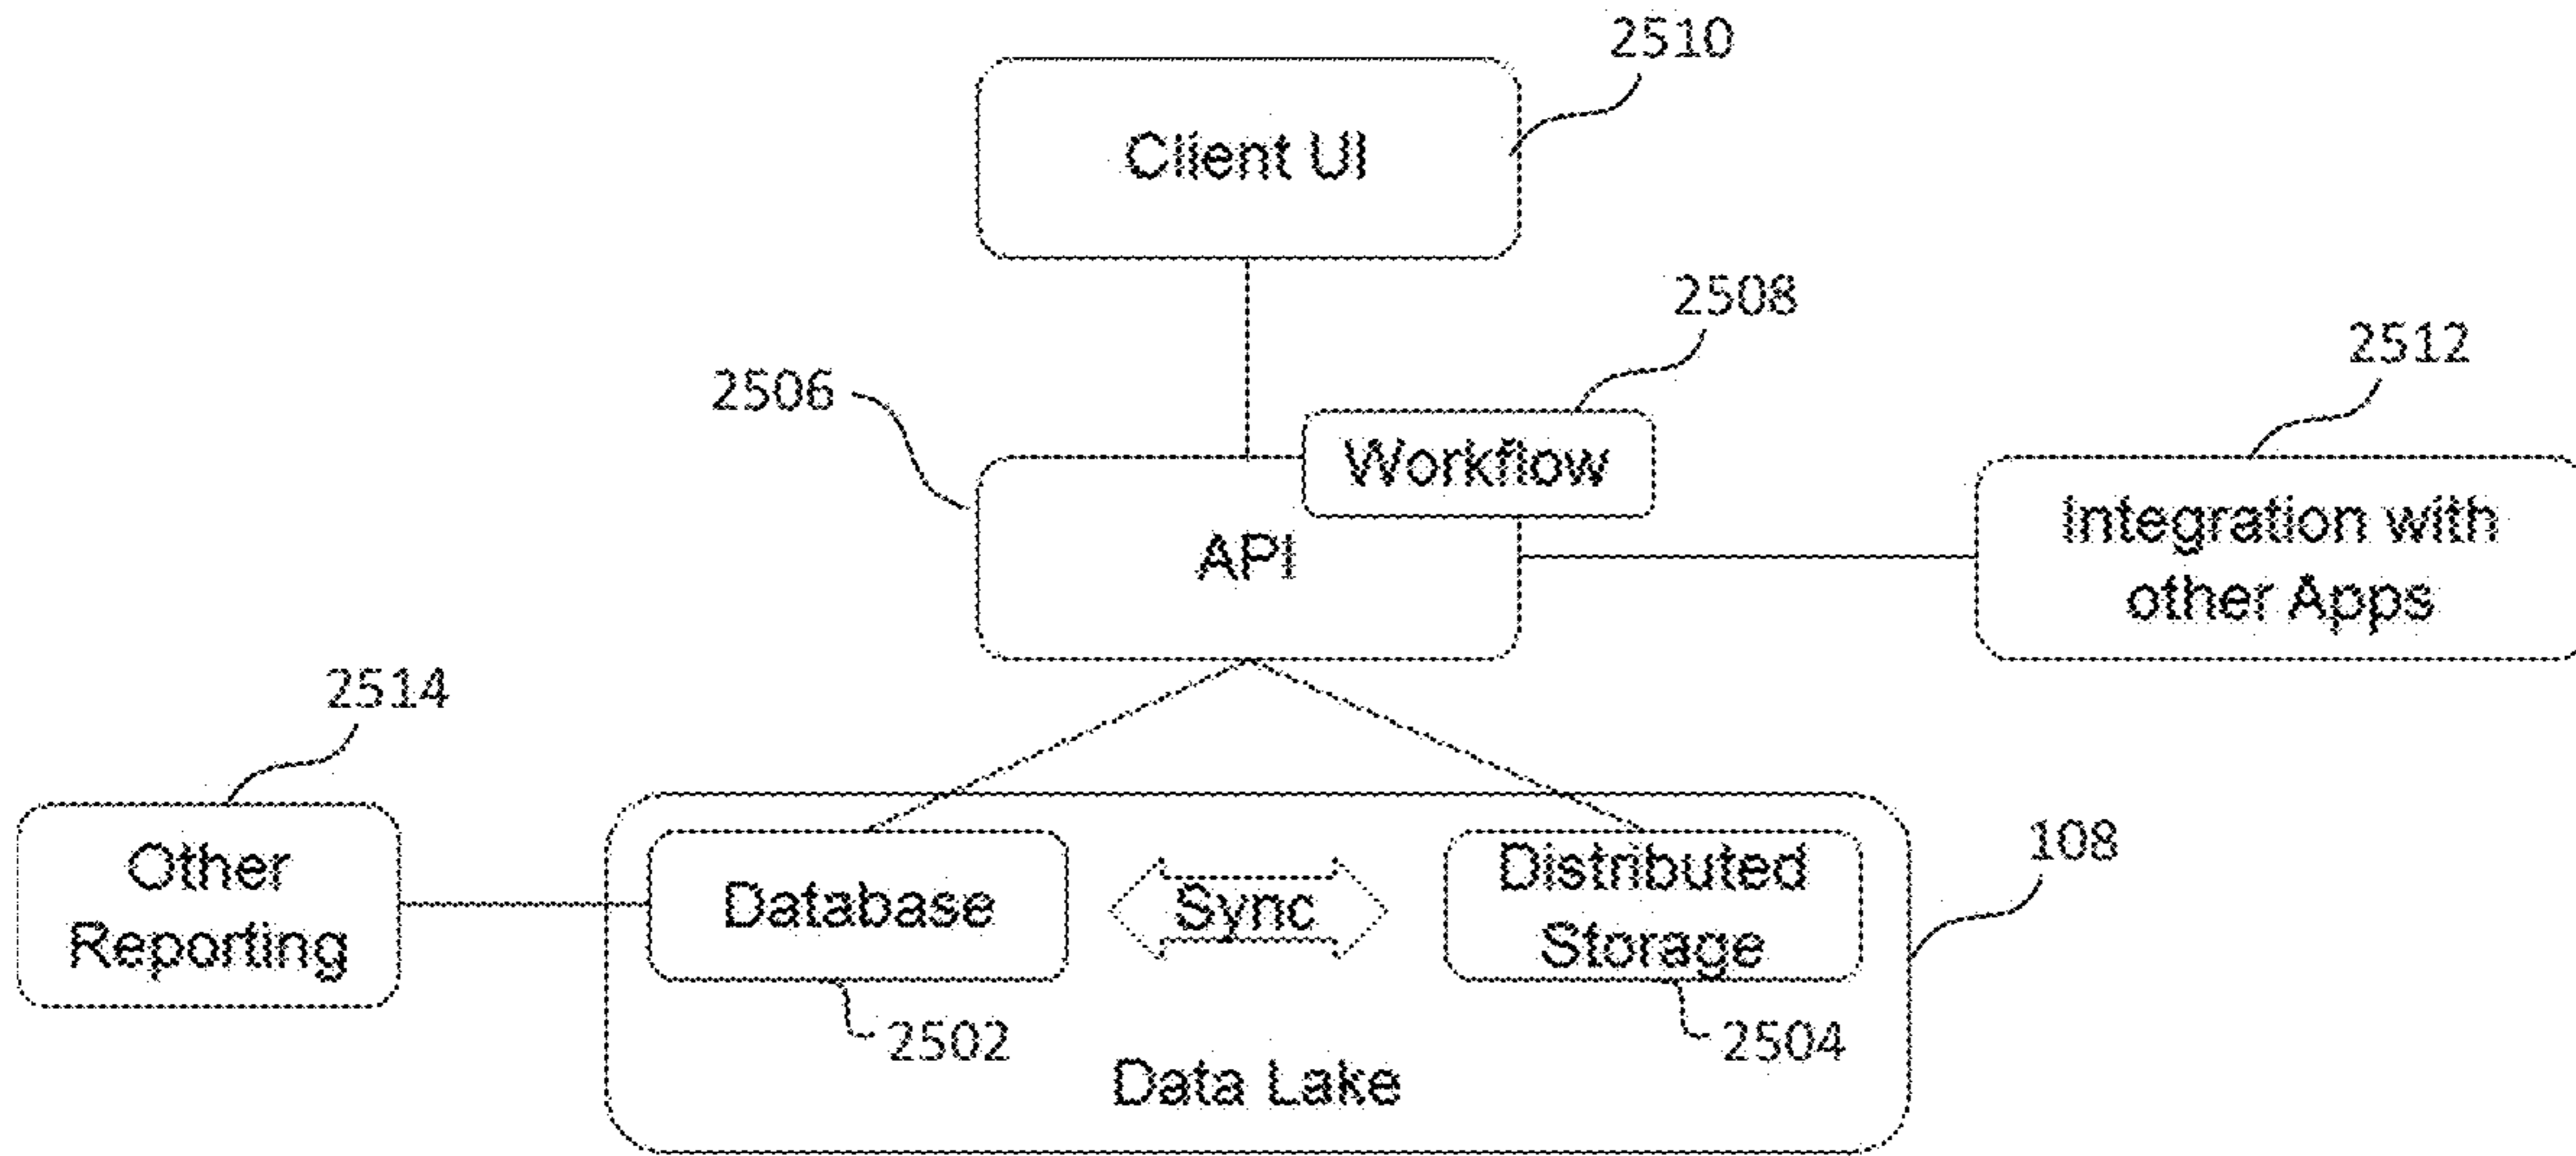 2510
Client UI
2508
2506
2512
Workflow
API
Integration with
other Apps
2514
108
Other
Reporting
Database
Sync
Distributed
Storage
2502
2504
Data Lake